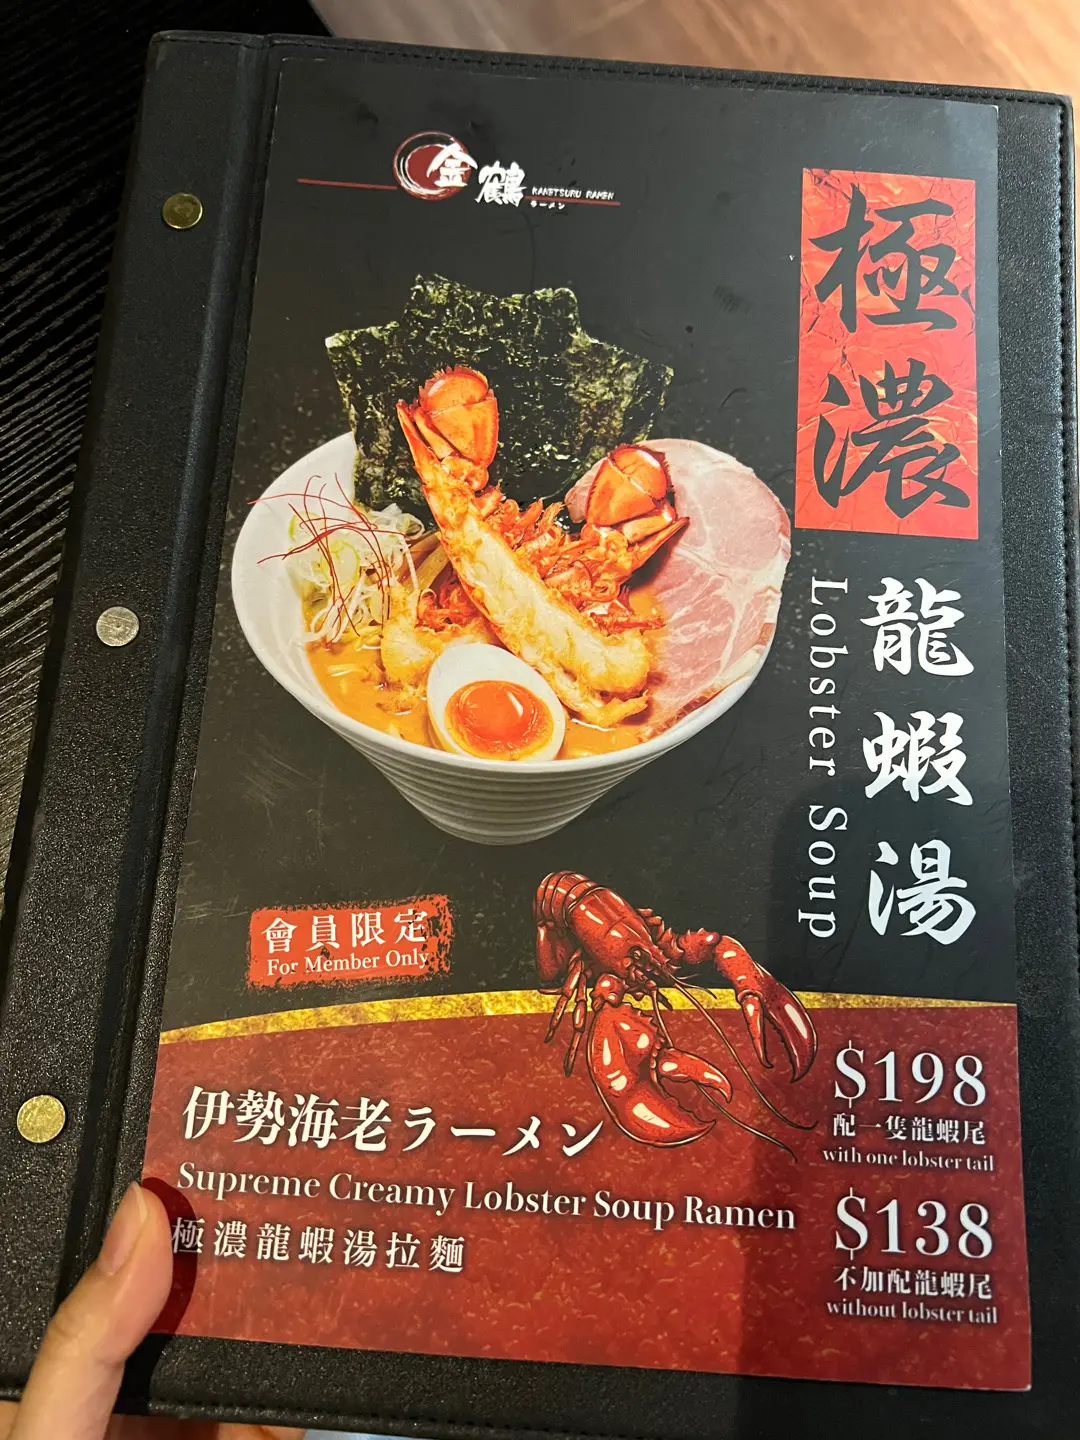 金鶴
KANETSURU RAMEN
ラーメン
極濃
龍蝦湯
Lobster Soup
會員限定
For Member Only
伊勢海老ラーメン
Supreme Creamy Lobster Soup Ramen
極濃龍蝦湯拉麵
$198
配一隻龍蝦尾
with one lobster tail
$138
不加配龍蝦尾
without lobster tail